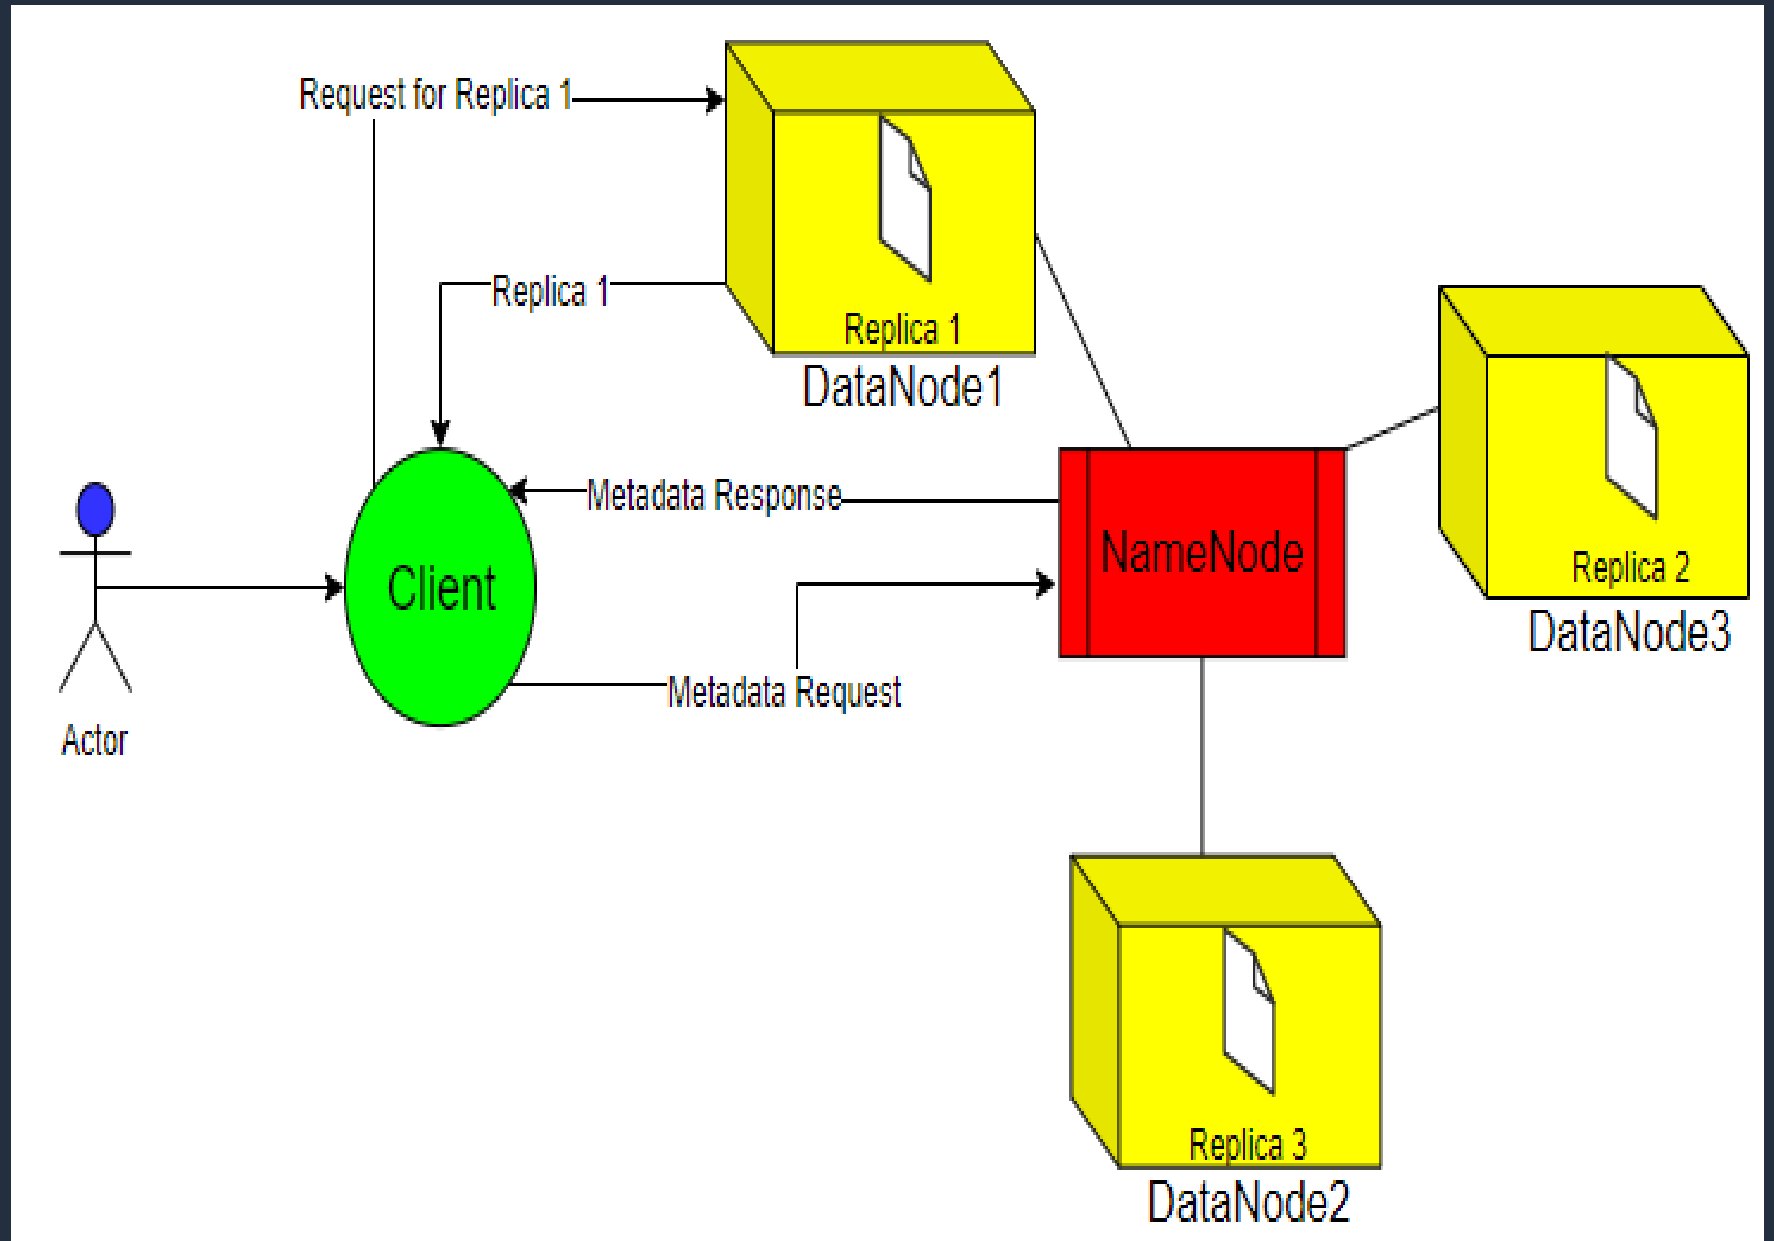 Request for Replica 1
Replica 1
Replica 1
DataNode1
Metadata Response
NameNode
Client
Replica 2
DataNode3
Metadata Request
Actor
Replica 3
DataNode2